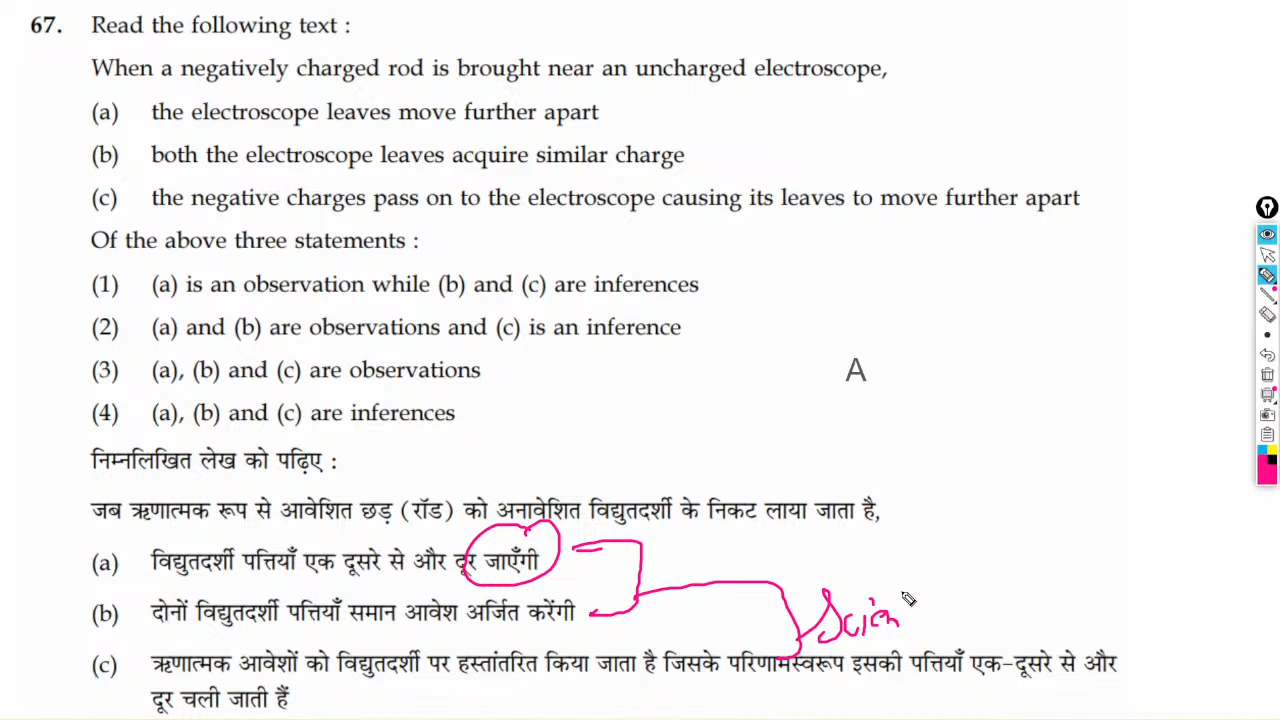 67. Read the following text :
When a negatively charged rod is brought near an uncharged electroscope,
(a) the electroscope leaves move further apart
(b) both the electroscope leaves acquire similar charge
(c) the negative charges pass on to the electroscope causing its leaves to move further apart
Of the above three statements :
(1) (a) is an observation while (b) and (c) are inferences
(2) (a) and (b) are observations and (c) is an inference
(3) (a), (b) and (c) are observations
A
(4) (a), (b) and (c) are inferences
निम्नलिखित लेख को पढ़िए :
जब ऋणात्मक रूप से आवेशित छड़ (रॉड) को अनावेशित विद्युतदर्शी के निकट लाया जाता है,
(a) विद्युतदर्शी पत्तियाँ एक दूसरे से और दूर जाएँगी
(b) दोनों विद्युतदर्शी पत्तियाँ समान आवेश अर्जित करेंगी
Scien
(c) ऋणात्मक आवेशों को विद्युतदर्शी पर हस्तांतरित किया जाता है जिसके परिणामस्वरूप इसकी पत्तियाँ एक-दूसरे से और
दूर चली जाती हैं